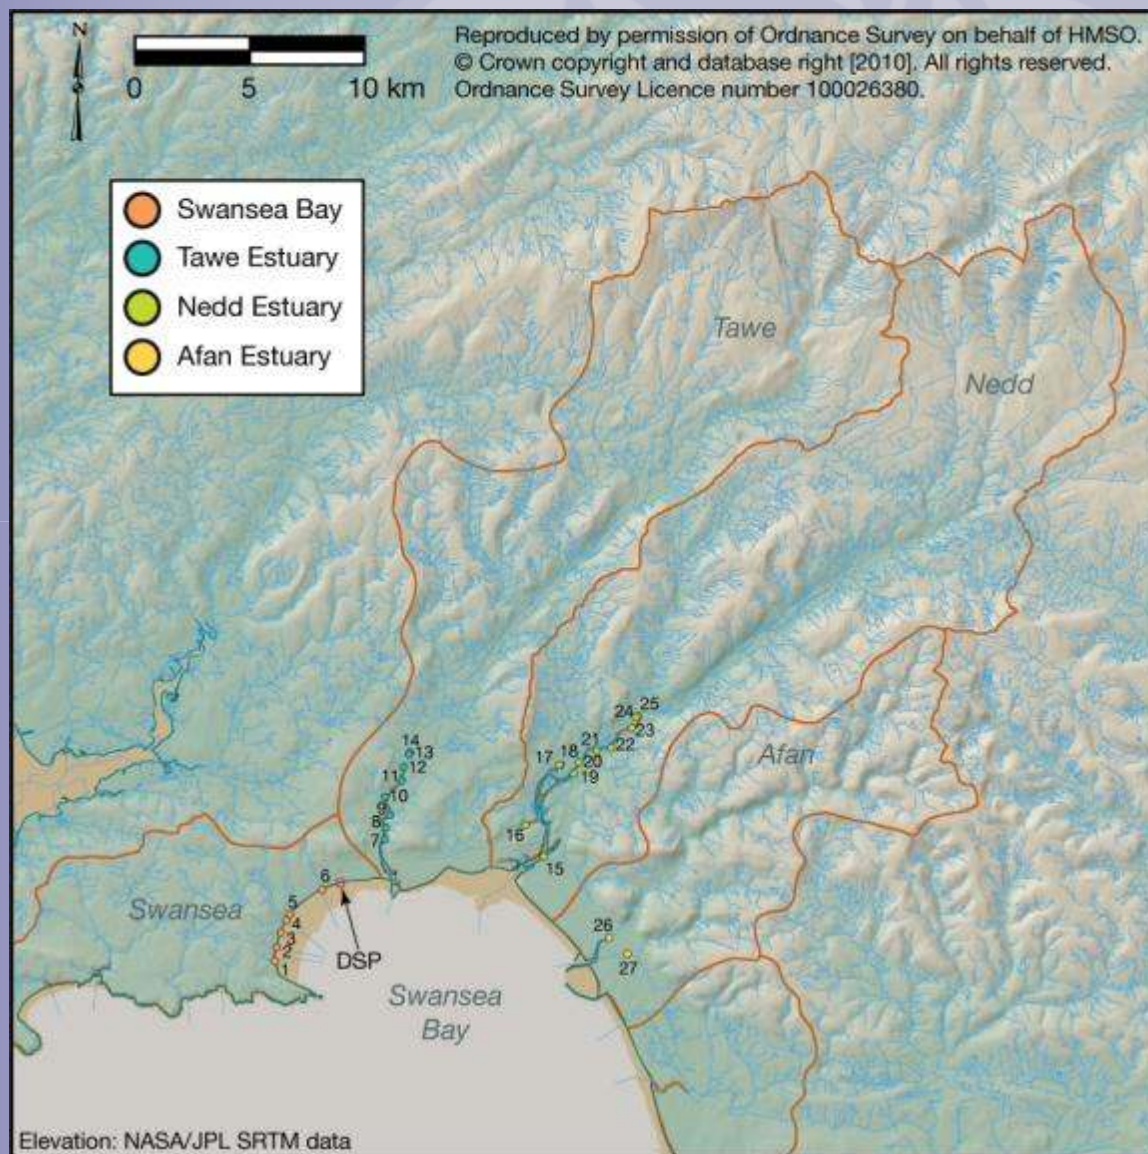 N
0 5 10 km
Reproduced by permission of Ordnance Survey on behalf of HMSO.
© Crown copyright and database right [2010]. All rights reserved.
Ordnance Survey Licence number 100026380.
Swansea Bay
Tawe Estuary
Nedd Estuary
Afan Estuary
Tawe
Nedd
Afan
Swansea
Swansea
Bay
DSP
1
2
3
4
5
6
7
8
9
10
11
12
13
14
15
16
17
18
19
20
21
22
23
24
25
26
27
Elevation: NASA/JPL SRTM data